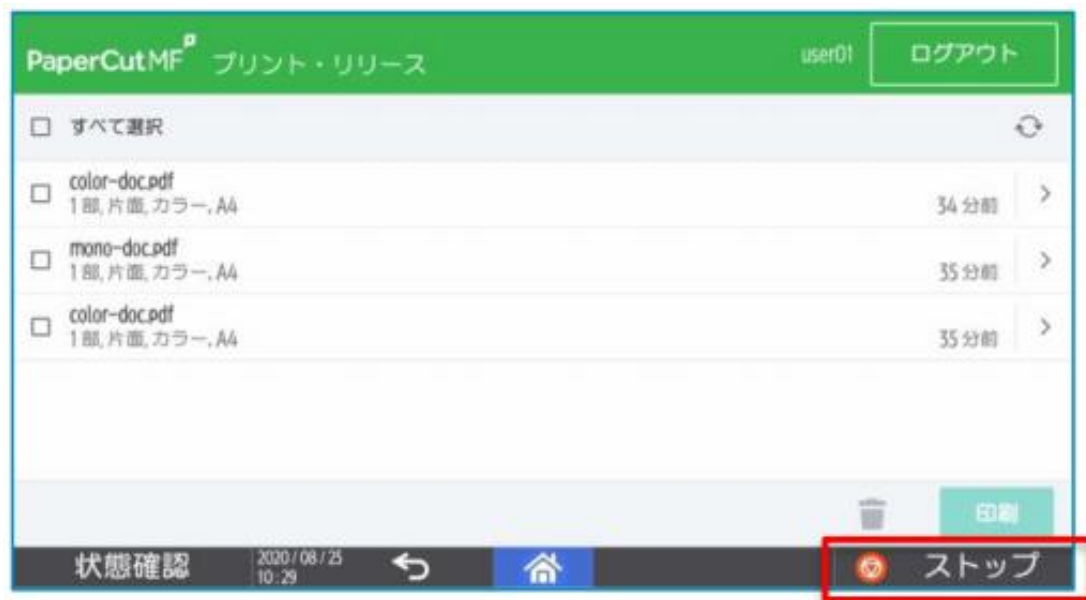 PaperCut MF プリント・リリース user01 ログアウト
すべて選択
color-doc.pdf
1部, 片面, カラー, A4 34 分前
mono-doc.pdf
1部, 片面, カラー, A4 35 分前
color-doc.pdf
1部, 片面, カラー, A4 35 分前
印刷
状態確認 2020/08/25 ストップ
10:29